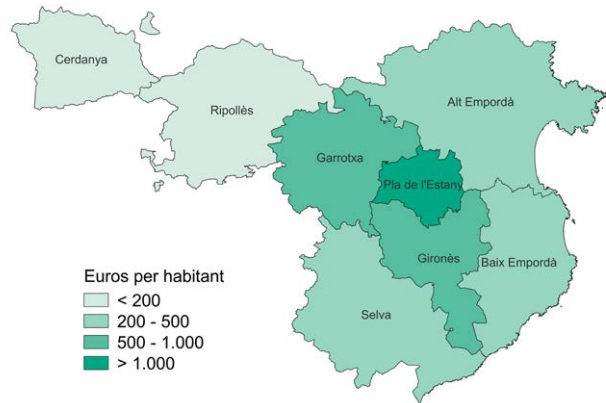 Cerdanya
Ripollès
Alt Empordà
Garrotxa
Pla de l'Estany
Gironès
Baix Empordà
Selva
Euros per habitant
< 200
200 - 500
500 - 1.000
> 1.000